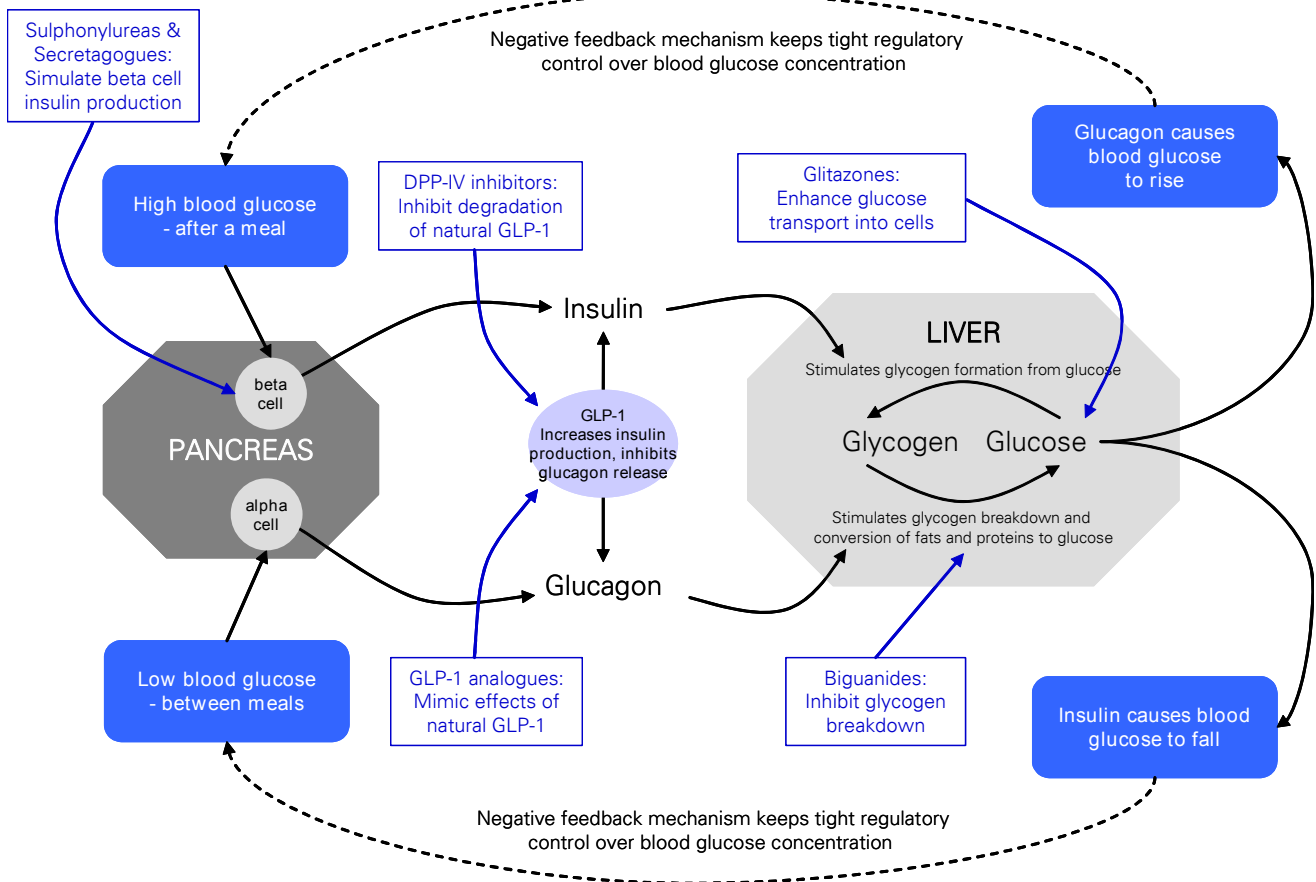 Sulphonylureas &
Secretagogues:
Simulate beta cell
insulin production
Negative feedback mechanism keeps tight regulatory
control over blood glucose concentration
Glucagon causes
blood glucose
to rise
High blood glucose
- after a meal
DPP-IV inhibitors:
Inhibit degradation
of natural GLP-1
Glitazones:
Enhance glucose
transport into cells
Insulin
LIVER
Stimulates glycogen formation from glucose
beta
cell
PANCREAS
GLP-1
Increases insulin
production, inhibits
glucagon release
Glycogen
Glucose
alpha
cell
Stimulates glycogen breakdown and
conversion of fats and proteins to glucose
Glucagon
Low blood glucose
- between meals
GLP-1 analogues:
Mimic effects of
natural GLP-1
Biguanides:
Inhibit glycogen
breakdown
Insulin causes blood
glucose to fall
Negative feedback mechanism keeps tight regulatory
control over blood glucose concentration